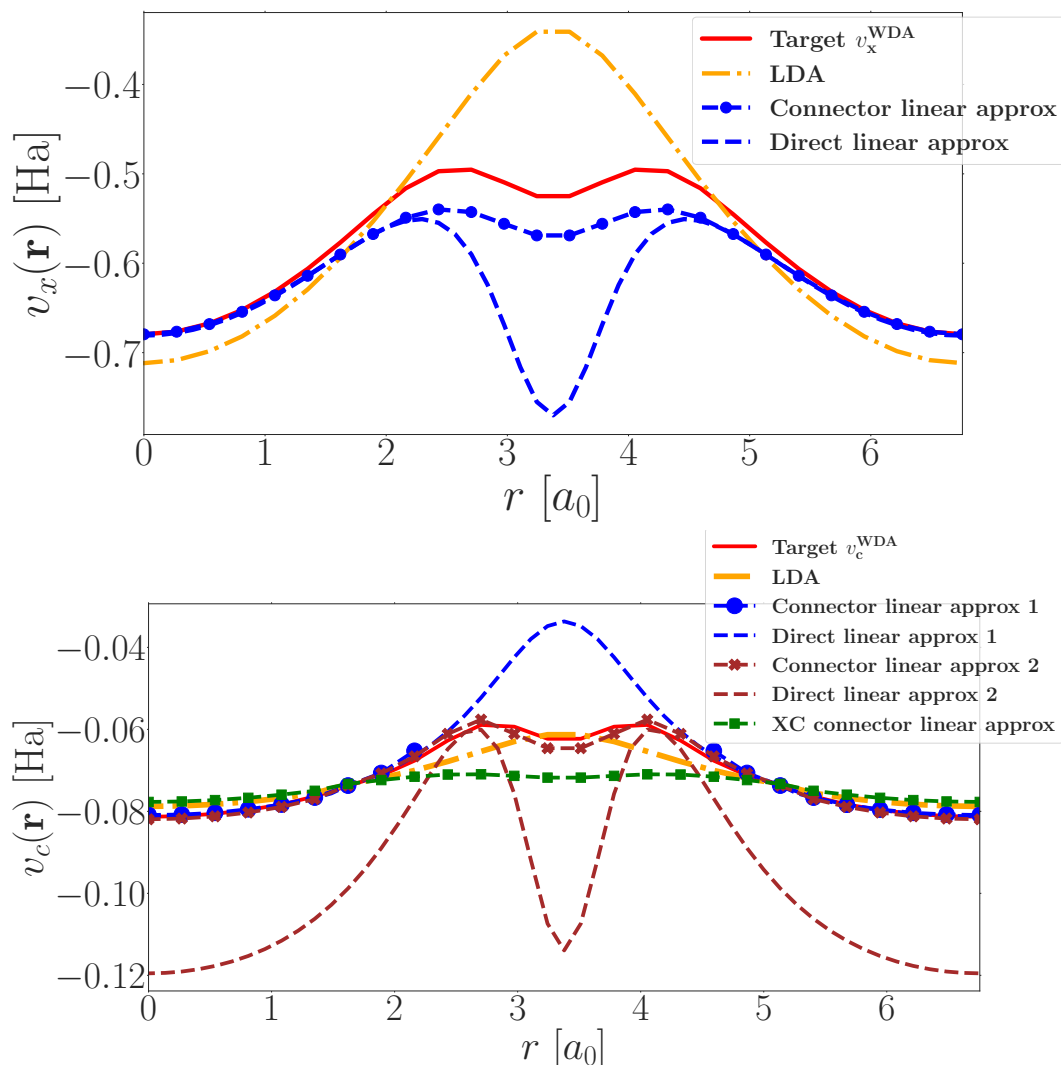 Target v_x^WDA
LDA
Connector linear approx
Direct linear approx
−0.4
−0.5
−0.6
−0.7
v_x(r) [Ha]
0 1 2 3 4 5 6
r [a_0]
Target v_c^WDA
LDA
Connector linear approx 1
Direct linear approx 1
Connector linear approx 2
Direct linear approx 2
XC connector linear approx
−0.04
−0.06
−0.08
−0.10
−0.12
v_c(r) [Ha]
0 1 2 3 4 5 6
r [a_0]